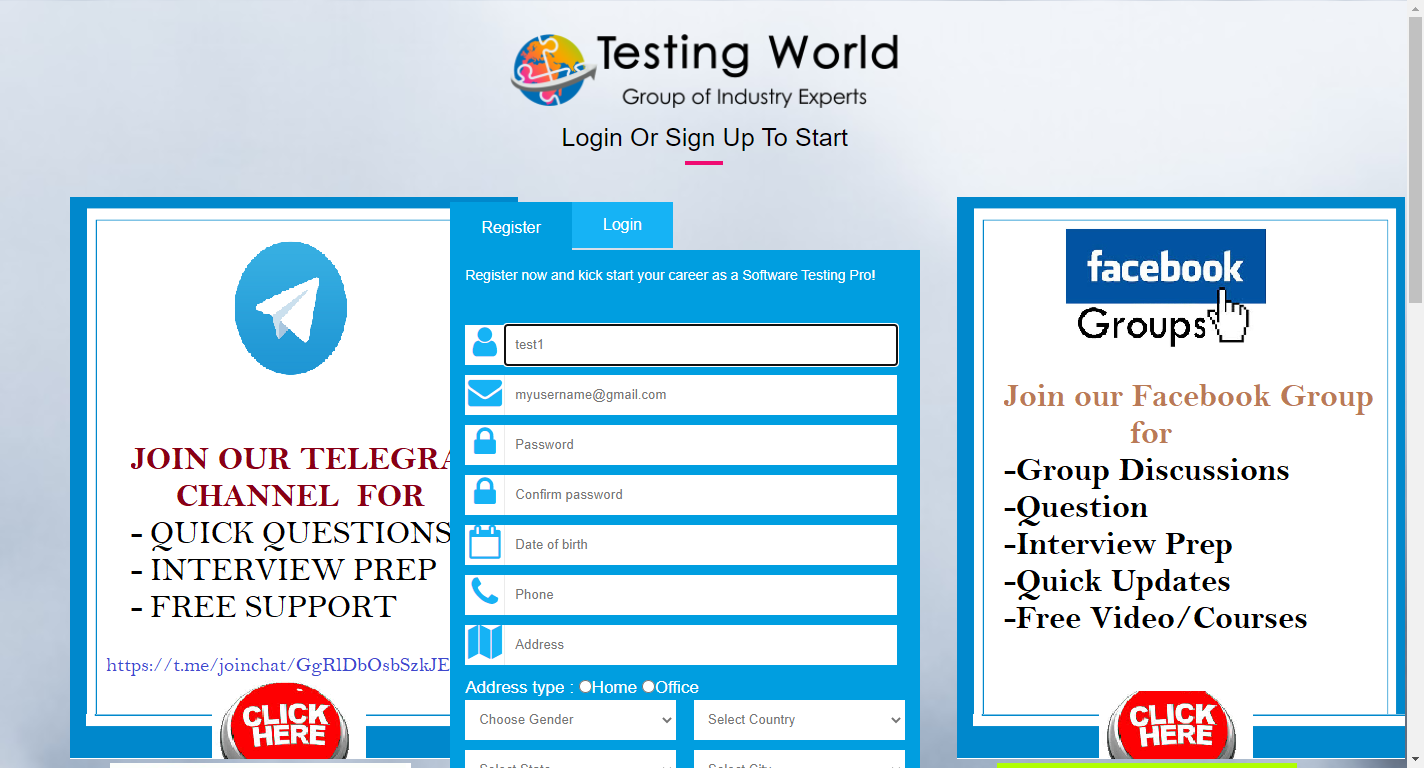 Testing World
Group of Industry Experts
Login Or Sign Up To Start
JOIN OUR
CHANNEL FOR
- QUICK QUESTIONS
- INTERVIEW PREP
- FREE SUPPORT
https://t.me/joinchat/GgRlDbOsbSzkJE
CLICK
HERE
Register
Login
Register now and kick start your career as a Software Testing Pro!
test1
myusername@gmail.com
Password
Confirm password
Date of birth
Phone
Address
Address type : Home Office
Choose Gender
Select Country
Select State
Select City
facebook
Groups
Join our Facebook Group
for
-Group Discussions
-Question
-Interview Prep
-Quick Updates
-Free Video/Courses
CLICK
HERE